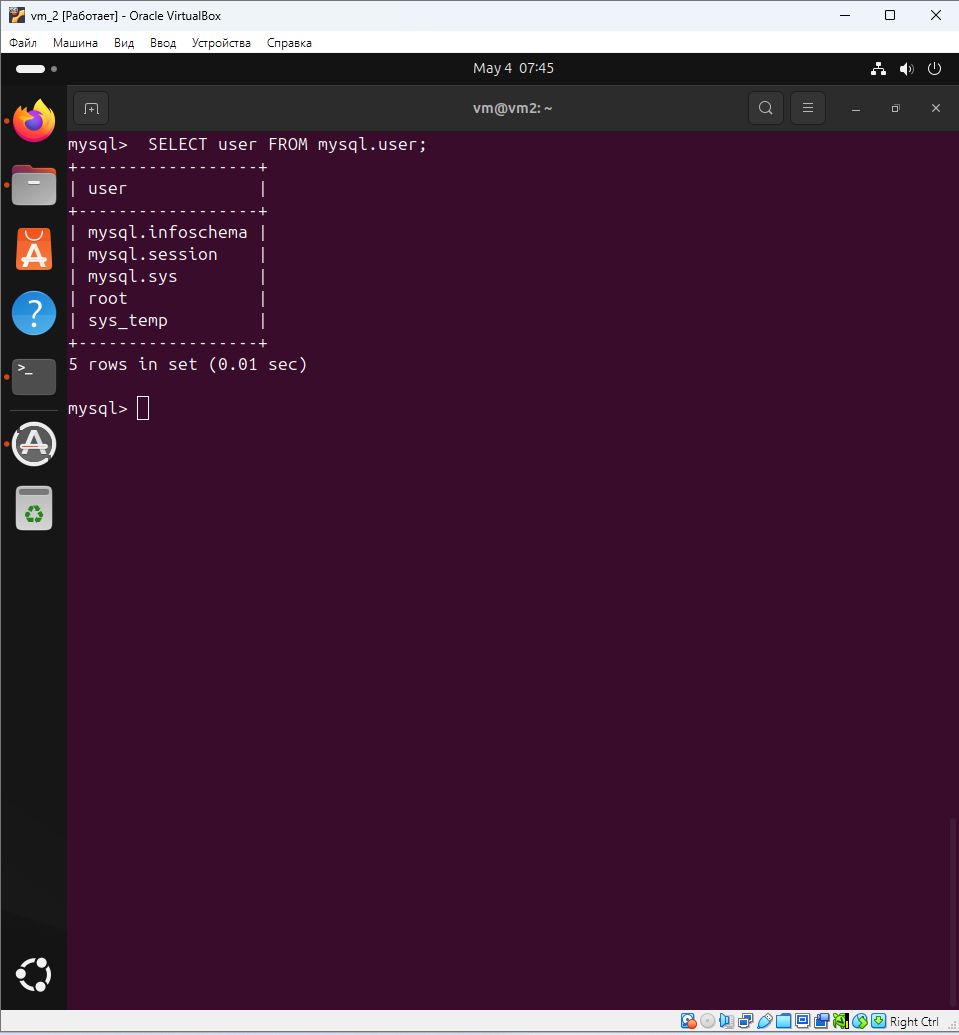 vm_2 [Работает] - Oracle VirtualBox
Файл Машина Вид Ввод Устройства Справка
May 4 07:45
vm@vm2: ~
mysql>  SELECT user FROM mysql.user;
+------------------+
| user             |
+------------------+
| mysql.infoschema |
| mysql.session    |
| mysql.sys        |
| root             |
| sys_temp         |
+------------------+
5 rows in set (0.01 sec)
mysql>
Right Ctrl